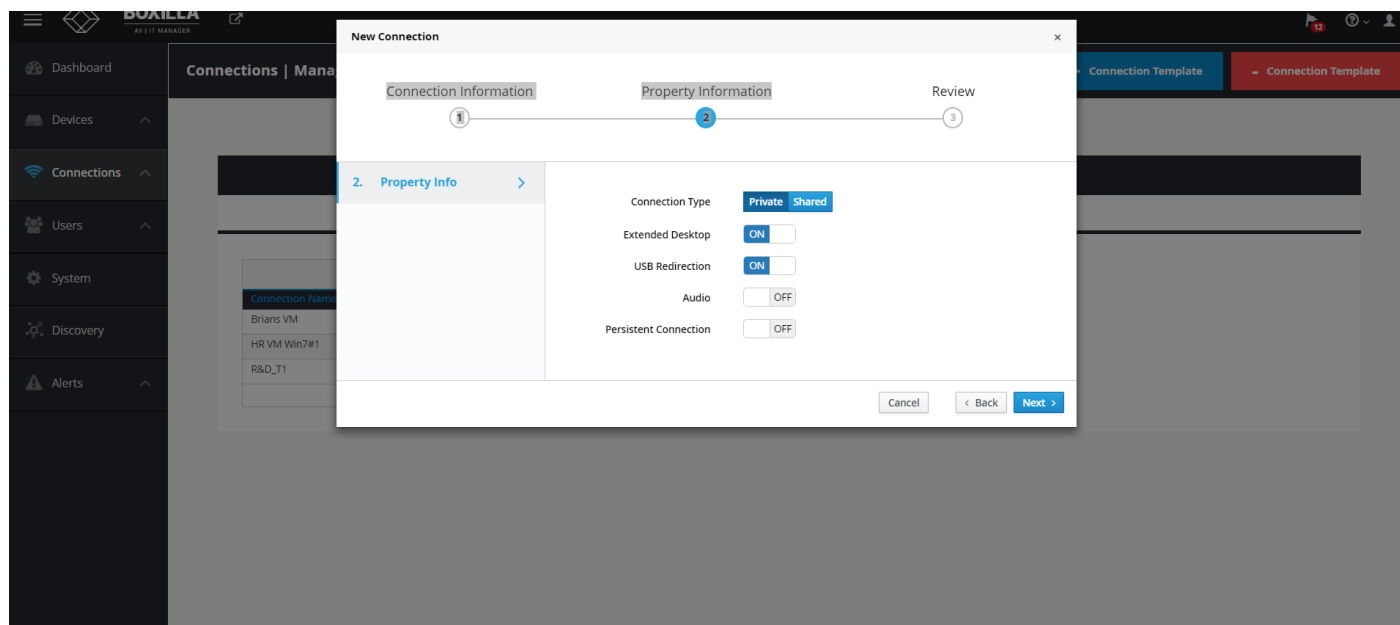 BOXILLA
AV | IT MANAGER
12
Dashboard
Devices
Connections
Users
System
Discovery
Alerts
Connections | Mana
Connection Template
- Connection Template
Connection Name
Brians VM
HR VM Win7#1
R&D_T1
New Connection
×
Connection Information
Property Information
Review
1
2
3
2. Property Info
Connection Type
Private Shared
Extended Desktop
ON
USB Redirection
ON
Audio
OFF
Persistent Connection
OFF
Cancel
< Back
Next >